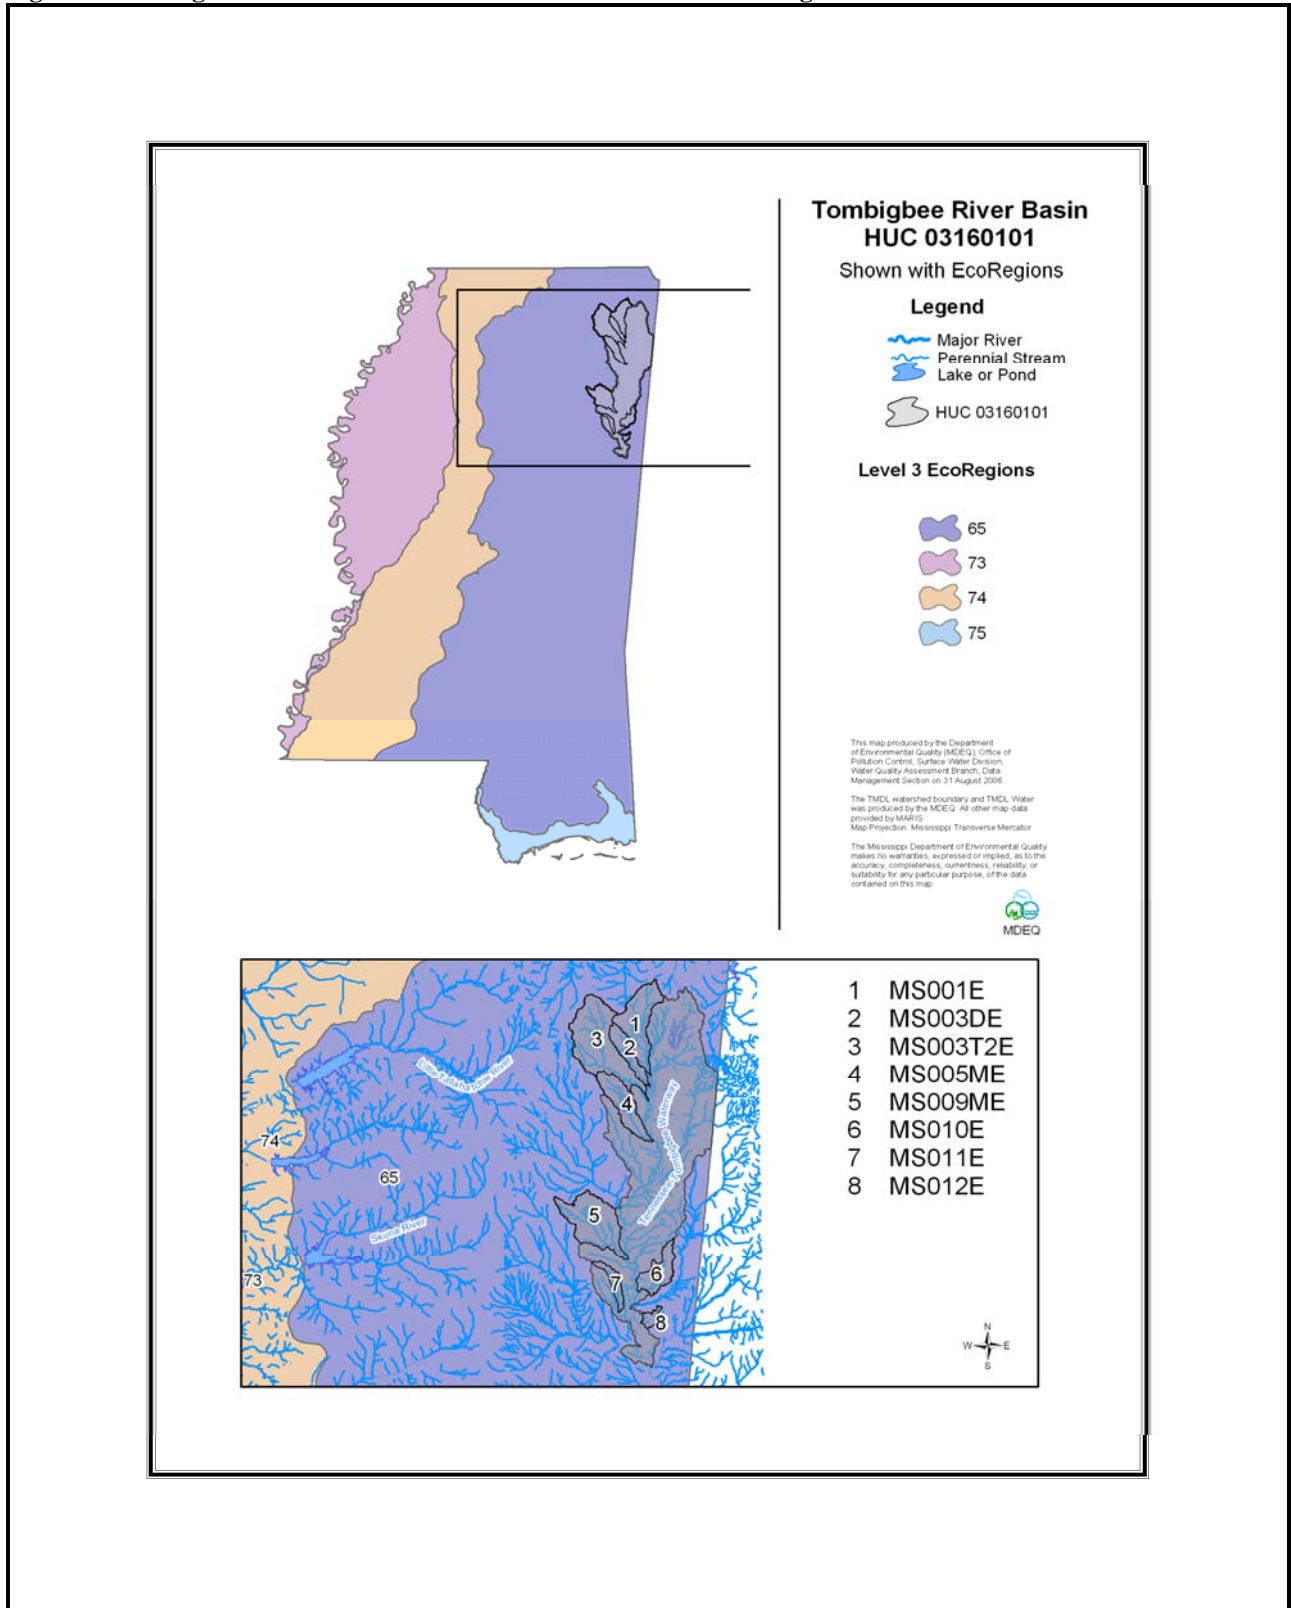 Tombigbee River Basin
HUC 03160101
Shown with EcoRegions
Legend
Major River
Perennial Stream
Lake or Pond
HUC 03160101
Level 3 EcoRegions
65
73
74
75
This map produced by the Department
of Environmental Quality (MDEQ), Office of
Pollution Control, Surface Water Division,
Water Quality Assessment Branch, Data
Management Section on 31 August 2006.
The TMDL watershed boundary and TMDL Water
was produced by the MDEQ. All other map data
provided by MARIS
Map Projection: Mississippi Transverse Mercator
The Mississippi Department of Environmental Quality
makes no warranties, expressed or implied, as to the
accuracy, completeness, currentness, reliability, or
suitability for any particular purpose, of the data
contained on this map
MDEQ
1 MS001E
2 MS003DE
3 MS003T2E
4 MS005ME
5 MS009ME
6 MS010E
7 MS011E
8 MS012E
1
2
3
4
5
6
7
8
Little Tallahatchie River
Tennessee-Tombigbee Waterway
Skuna River
74
65
73
N
W E
S